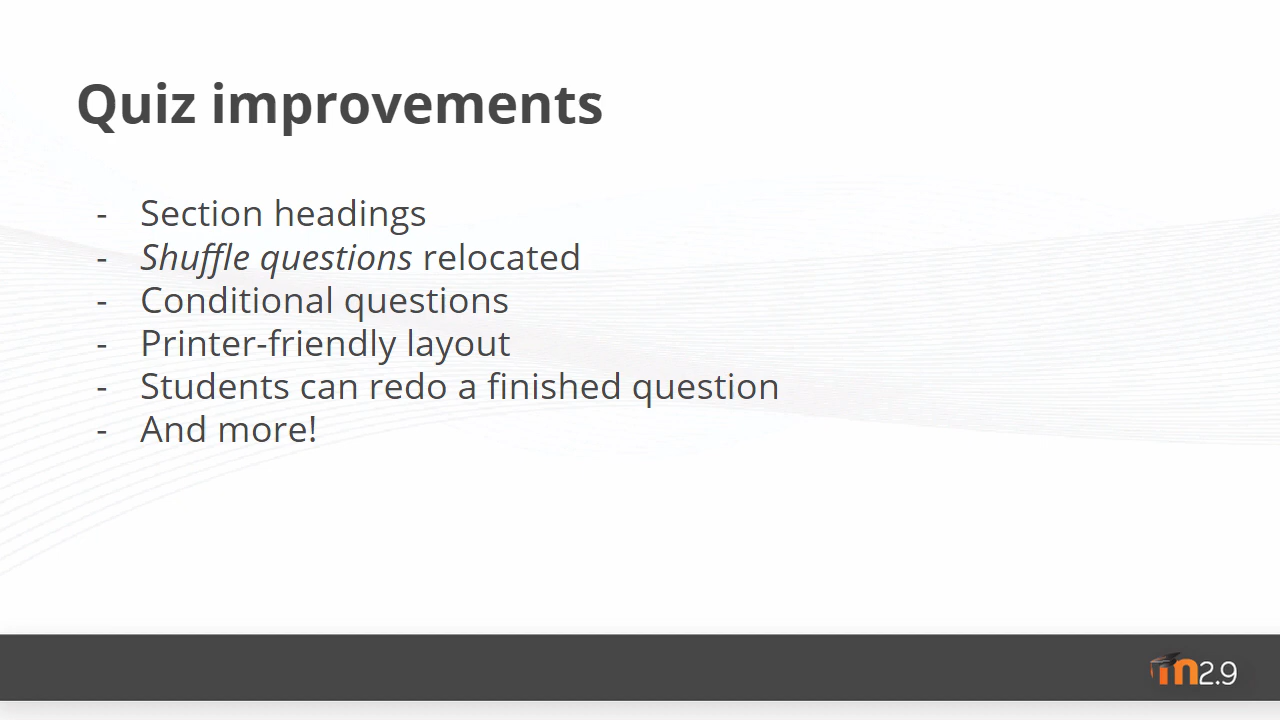 Quiz improvements
- Section headings
- Shuffle questions relocated
- Conditional questions
- Printer-friendly layout
- Students can redo a finished question
- And more!
m2.9